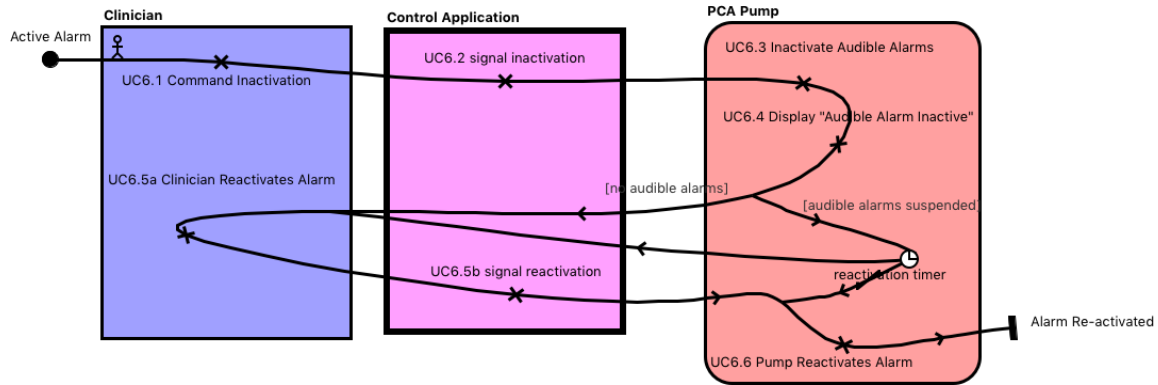 Clinician
Control Application
PCA Pump
Active Alarm
UC6.1 Command Inactivation
UC6.2 signal inactivation
UC6.3 Inactivate Audible Alarms
UC6.4 Display "Audible Alarm Inactive"
UC6.5a Clinician Reactivates Alarm
[no audible alarms]
[audible alarms suspended]
UC6.5b signal reactivation
reactivation timer
Alarm Re-activated
UC6.6 Pump Reactivates Alarm